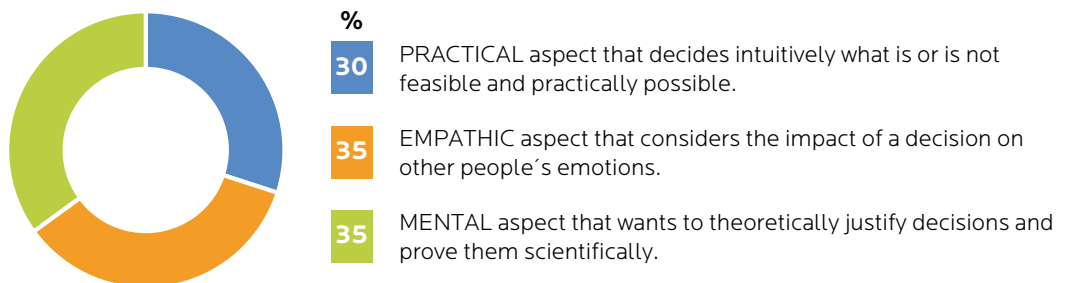 %
30
PRACTICAL aspect that decides intuitively what is or is not
feasible and practically possible.
35
EMPATHIC aspect that considers the impact of a decision on
other people´s emotions.
35
MENTAL aspect that wants to theoretically justify decisions and
prove them scientifically.